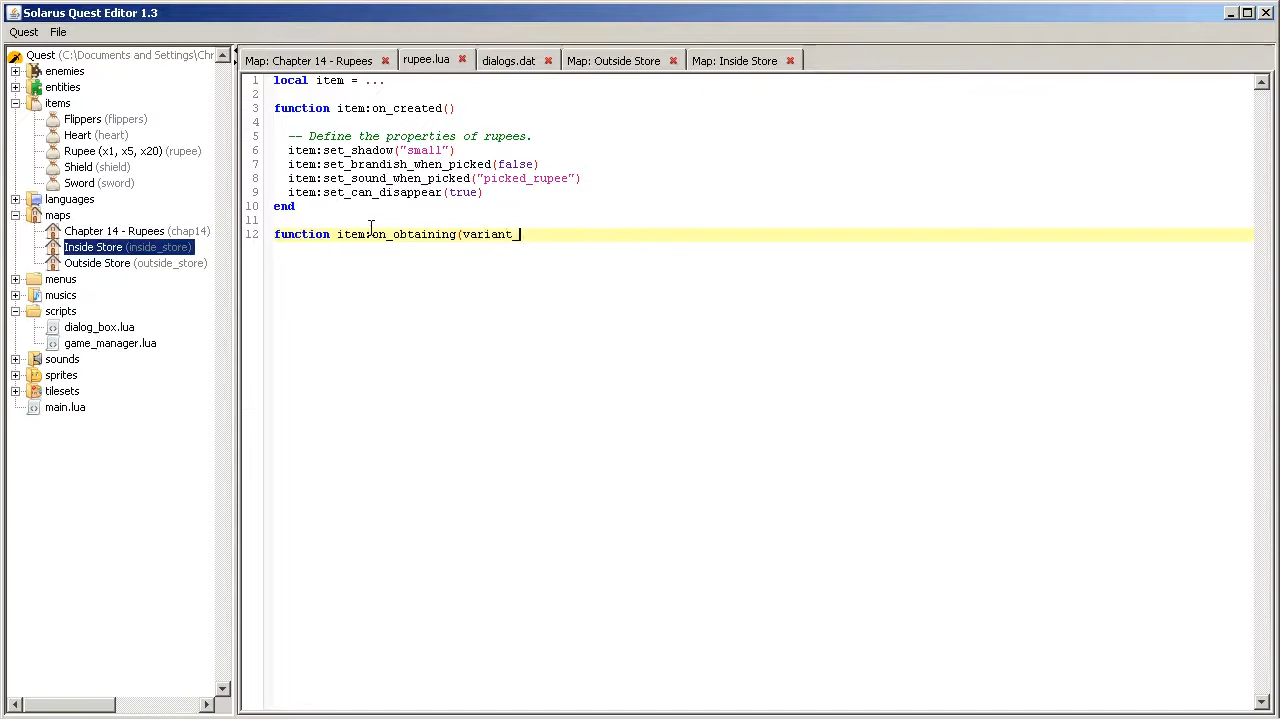 Solarus Quest Editor 1.3
Quest File
Quest (C:\Documents and Settings\Chr
enemies
entities
items
Flippers (flippers)
Heart (heart)
Rupee (x1, x5, x20) (rupee)
Shield (shield)
Sword (sword)
languages
maps
Chapter 14 - Rupees (chap14)
Inside Store (inside_store)
Outside Store (outside_store)
menus
musics
scripts
dialog_box.lua
game_manager.lua
sounds
sprites
tilesets
main.lua
Map: Chapter 14 - Rupees rupee.lua dialogs.dat Map: Outside Store Map: Inside Store
1 local item = ...
2
3 function item:on_created()
4
5 -- Define the properties of rupees.
6 item:set_shadow("small")
7 item:set_brandish_when_picked(false)
8 item:set_sound_when_picked("picked_rupee")
9 item:set_can_disappear(true)
10 end
11
12 function item:on_obtaining(variant_